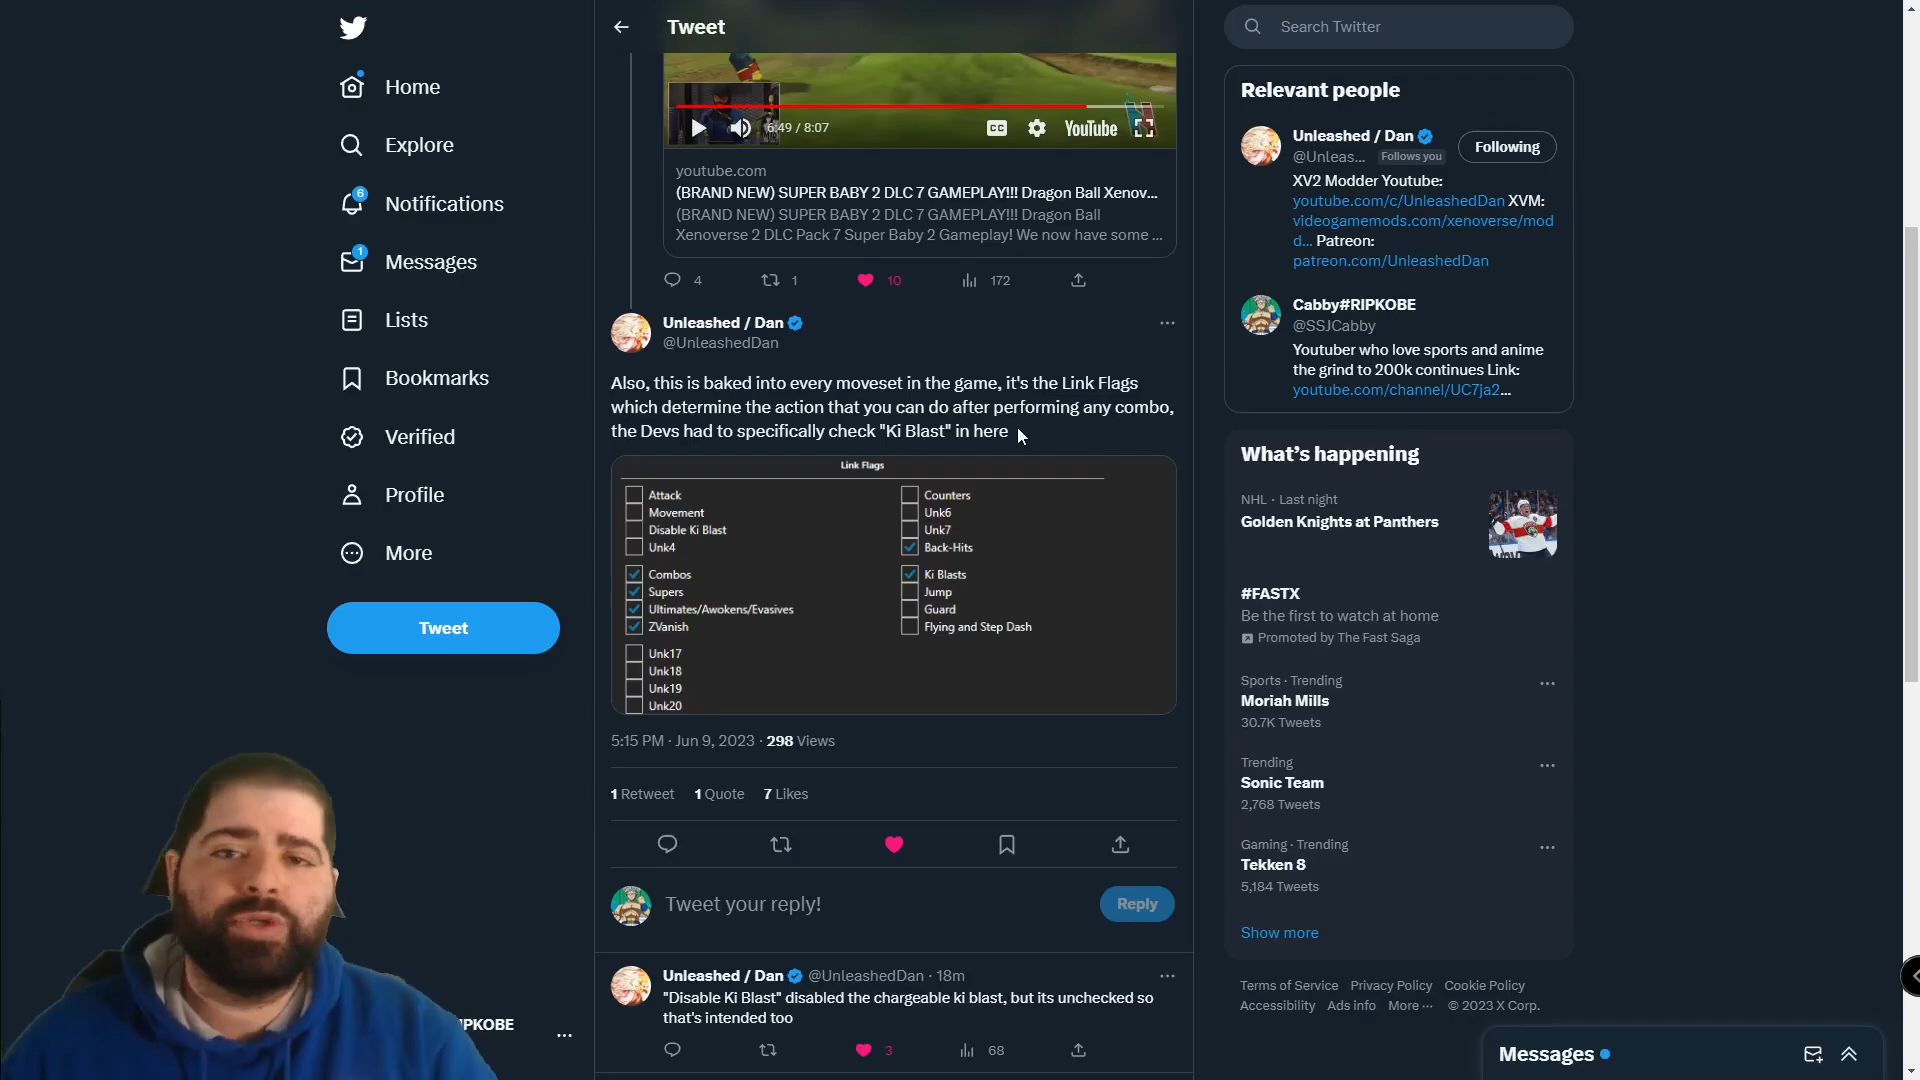 Home
Explore
6
Notifications
1
Messages
Lists
Bookmarks
Verified
Profile
More
Tweet
PKOBE
Tweet
6:49 / 8:07
CC
YouTube
youtube.com
(BRAND NEW) SUPER BABY 2 DLC 7 GAMEPLAY!!! Dragon Ball Xenov...
(BRAND NEW) SUPER BABY 2 DLC 7 GAMEPLAY!!! Dragon Ball
Xenoverse 2 DLC Pack 7 Super Baby 2 Gameplay! We now have some ...
4 1 10 172
Unleashed / Dan
@UnleashedDan
Also, this is baked into every moveset in the game, it's the Link Flags
which determine the action that you can do after performing any combo,
the Devs had to specifically check "Ki Blast" in here
Link Flags
Attack
Movement
Disable Ki Blast
Unk4
Combos
Supers
Ultimates/Awokens/Evasives
ZVanish
Unk17
Unk18
Unk19
Unk20
Counters
Unk6
Unk7
Back-Hits
Ki Blasts
Jump
Guard
Flying and Step Dash
5:15 PM · Jun 9, 2023 · 298 Views
1 Retweet 1 Quote 7 Likes
Tweet your reply!
Reply
Unleashed / Dan @UnleashedDan · 18m
"Disable Ki Blast" disabled the chargeable ki blast, but its unchecked so
that's intended too
3 68
Search Twitter
Relevant people
Unleashed / Dan
@Unleas... Follows you
Following
XV2 Modder Youtube:
youtube.com/c/UnleashedDan XVM:
videogamemods.com/xenoverse/mod
d... Patreon:
patreon.com/UnleashedDan
Cabby#RIPKOBE
@SSJCabby
Youtuber who love sports and anime
the grind to 200k continues Link:
youtube.com/channel/UC7ja2...
What's happening
NHL · Last night
Golden Knights at Panthers
#FASTX
Be the first to watch at home
Promoted by The Fast Saga
Sports · Trending
Moriah Mills
30.7K Tweets
Trending
Sonic Team
2,768 Tweets
Gaming · Trending
Tekken 8
5,184 Tweets
Show more
Terms of Service Privacy Policy Cookie Policy
Accessibility Ads info More ··· © 2023 X Corp.
Messages